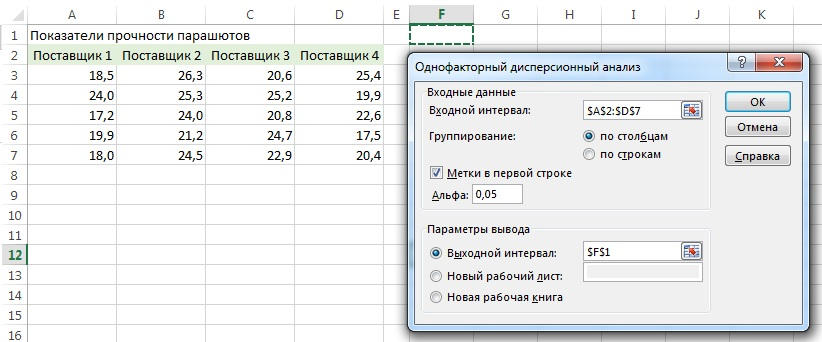 A B C D E F G H I J K
1 Показатели прочности парашютов
2 Поставщик 1 Поставщик 2 Поставщик 3 Поставщик 4
3 18,5 26,3 20,6 25,4
4 24,0 25,3 25,2 19,9
5 17,2 24,0 20,8 22,6
6 19,9 21,2 24,7 17,5
7 18,0 24,5 22,9 20,4
8
9
10
11
12
13
14
15
16
Однофакторный дисперсионный анализ
Входные данные
Входной интервал: $A$2:$D$7
Группирование: по столбцам
по строкам
Метки в первой строке
Альфа: 0,05
Параметры вывода
Выходной интервал: $F$1
Новый рабочий лист:
Новая рабочая книга
ОК
Отмена
Справка